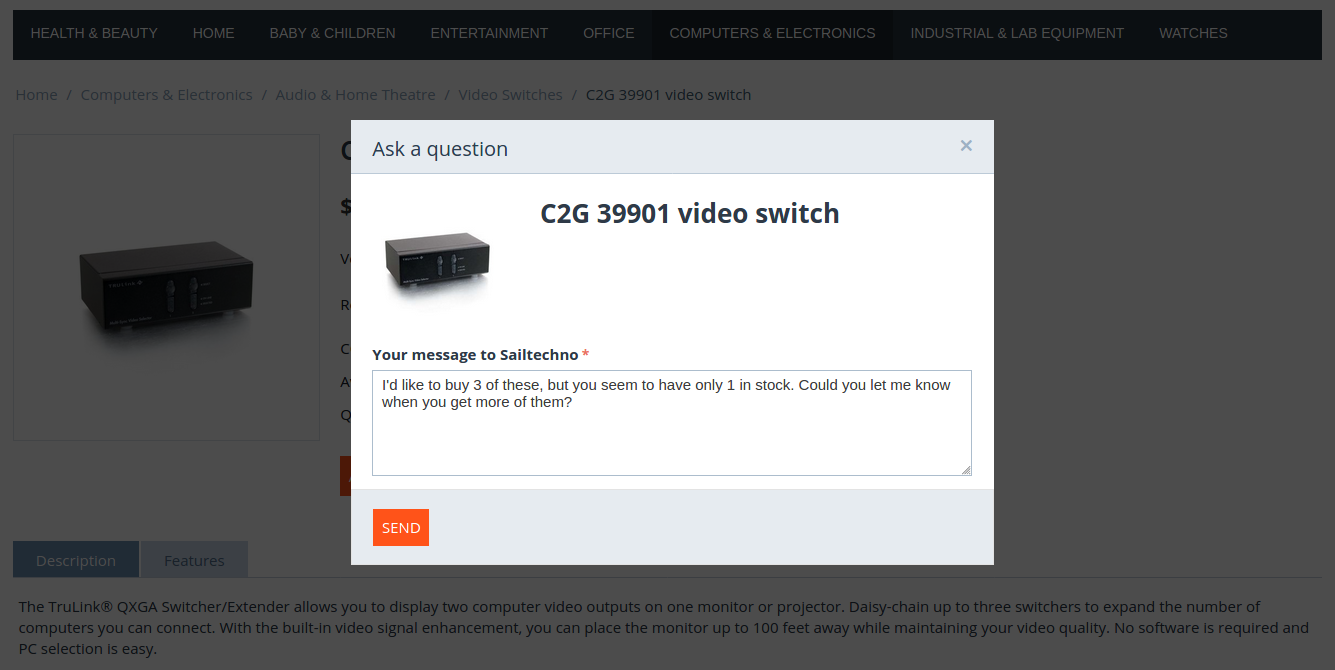 HEALTH & BEAUTY HOME BABY & CHILDREN ENTERTAINMENT OFFICE COMPUTERS & ELECTRONICS INDUSTRIAL & LAB EQUIPMENT WATCHES
Home / Computers & Electronics / Audio & Home Theatre / Video Switches / C2G 39901 video switch
Ask a question ×
C2G 39901 video switch
$
Your message to Sailtechno *
I'd like to buy 3 of these, but you seem to have only 1 in stock. Could you let me know
when you get more of them?
SEND
Description Features
The TruLink® QXGA Switcher/Extender allows you to display two computer video outputs on one monitor or projector. Daisy-chain up to three switchers to expand the number of
computers you can connect. With the built-in video signal enhancement, you can place the monitor up to 100 feet away while maintaining your video quality. No software is required and
PC selection is easy.